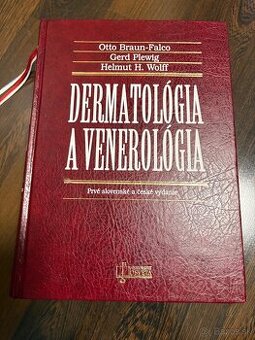 Otto Braun-Falco
Gerd Plewig
Helmut H. Wolff
DERMATOLÓGIA
A VENEROLÓGIA
Prvé slovenské a české vydanie